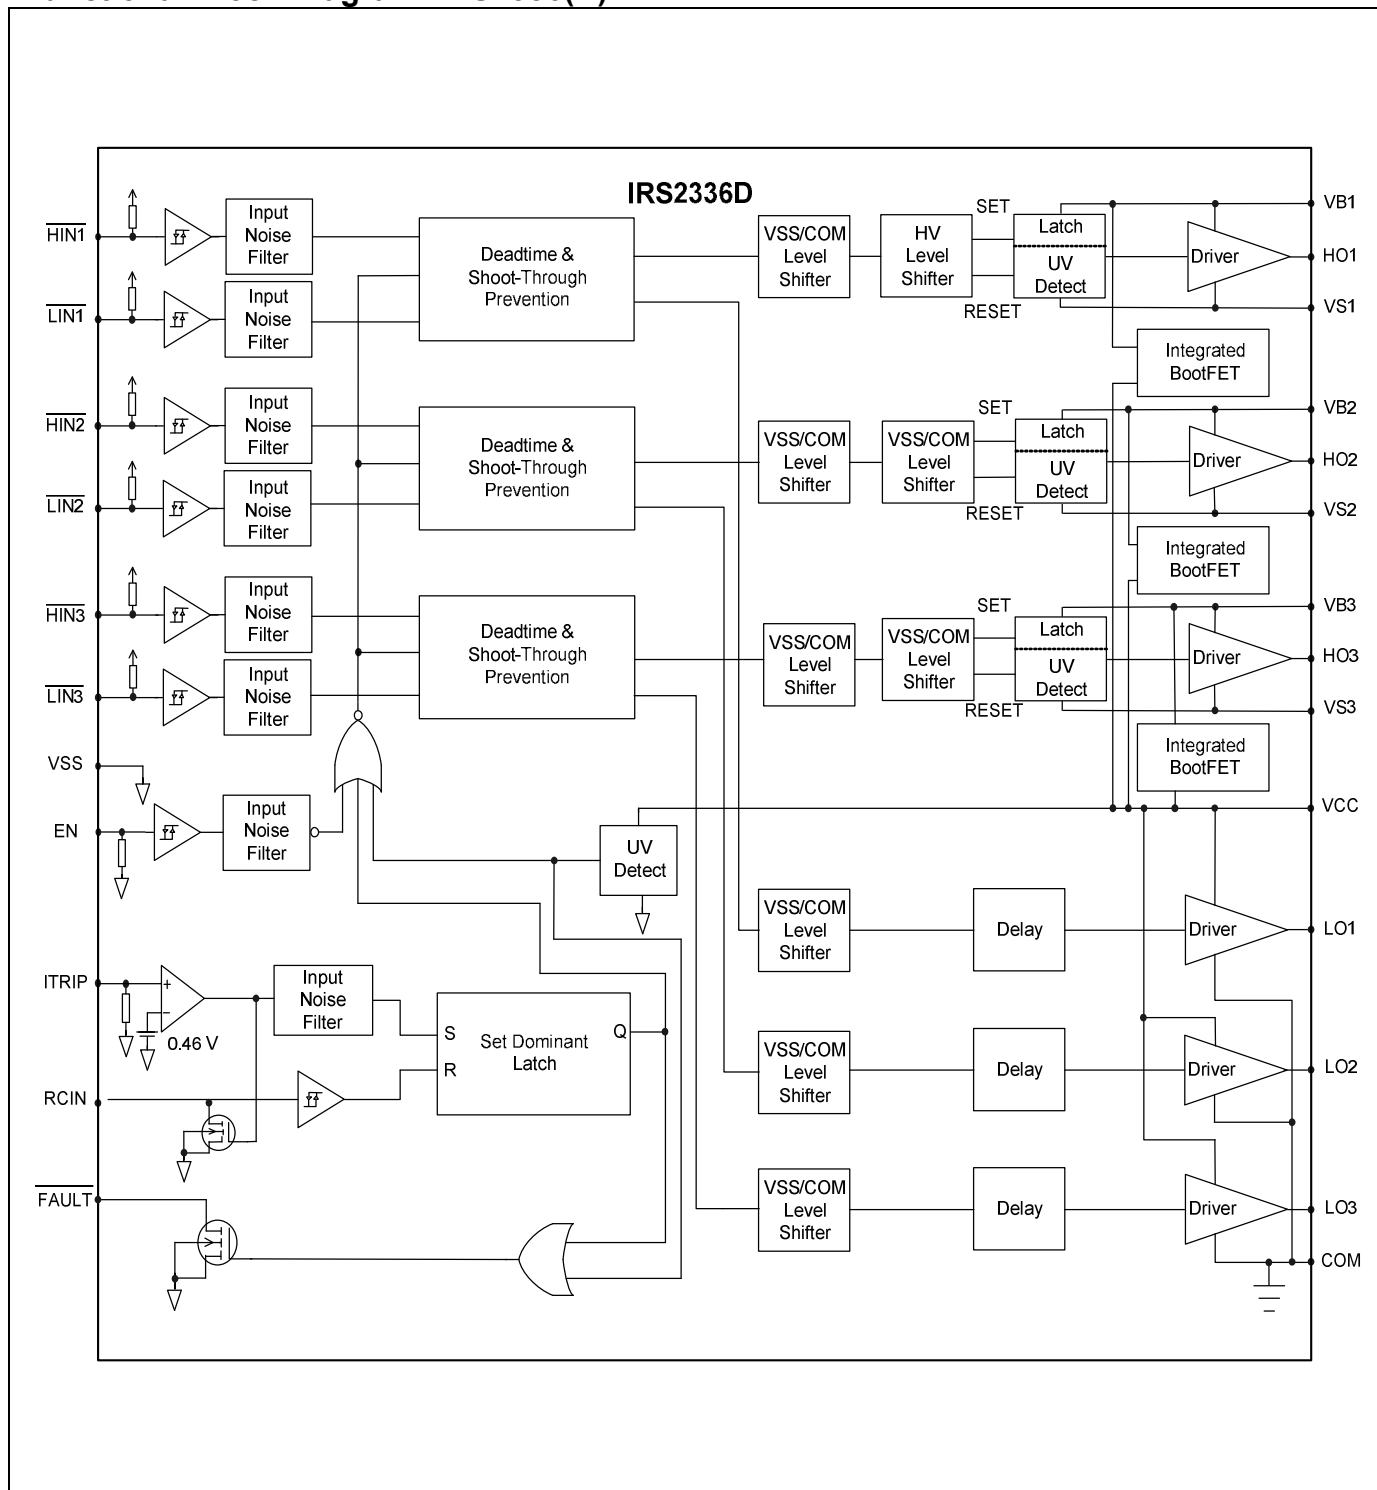 IRS2336D
HIN1
Input
Noise
Filter
LIN1
Input
Noise
Filter
Deadtime &
Shoot-Through
Prevention
VSS/COM
Level
Shifter
HV
Level
Shifter
SET
RESET
Latch
UV
Detect
Driver
VB1
HO1
VS1
Integrated
BootFET
HIN2
Input
Noise
Filter
LIN2
Input
Noise
Filter
Deadtime &
Shoot-Through
Prevention
VSS/COM
Level
Shifter
VSS/COM
Level
Shifter
SET
RESET
Latch
UV
Detect
Driver
VB2
HO2
VS2
Integrated
BootFET
HIN3
Input
Noise
Filter
LIN3
Input
Noise
Filter
Deadtime &
Shoot-Through
Prevention
VSS/COM
Level
Shifter
VSS/COM
Level
Shifter
SET
RESET
Latch
UV
Detect
Driver
VB3
HO3
VS3
Integrated
BootFET
VSS
EN
Input
Noise
Filter
UV
Detect
VCC
VSS/COM
Level
Shifter
Delay
Driver
LO1
ITRIP
+
-
0.46 V
Input
Noise
Filter
S
R
Q
Set Dominant
Latch
RCIN
VSS/COM
Level
Shifter
Delay
Driver
LO2
FAULT
VSS/COM
Level
Shifter
Delay
Driver
LO3
COM